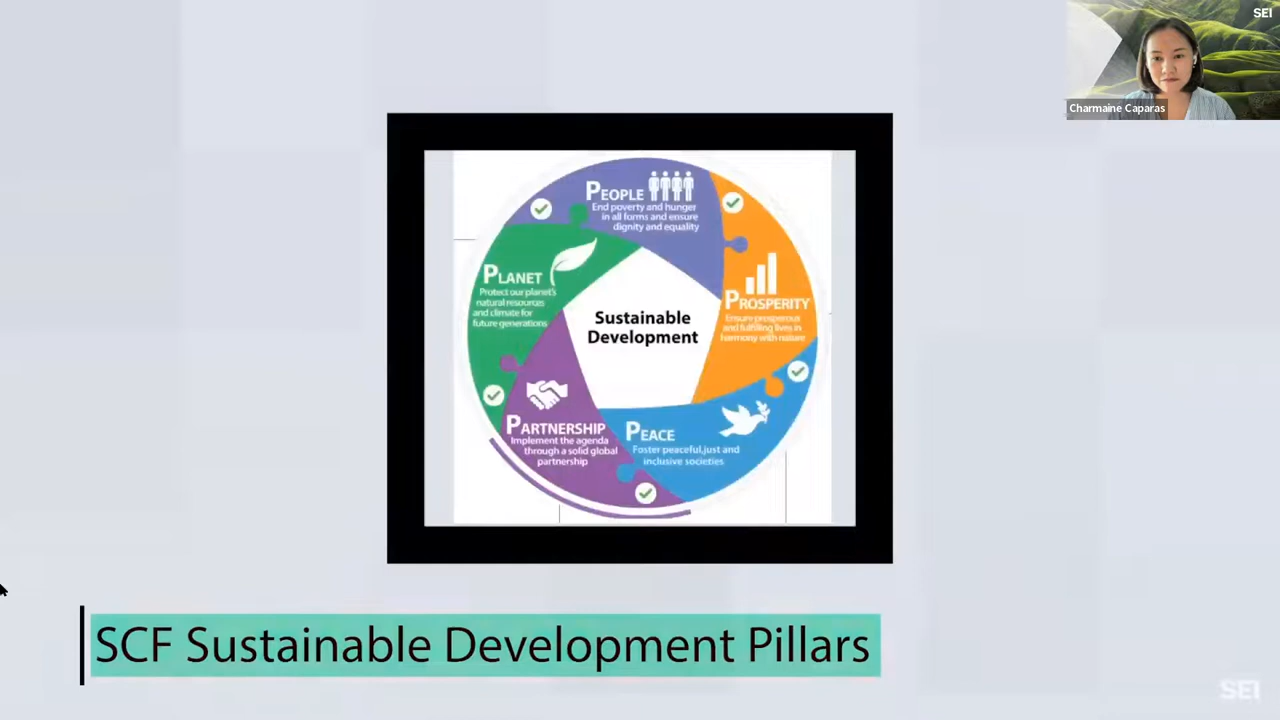 SEI
Charmaine Caparas
PEOPLE
End poverty and hunger
in all forms and ensure
dignity and equality
PLANET
Protect our planet's
natural resources
and climate for
future generations
PROSPERITY
Ensure prosperous
and fulfilling lives in
harmony with nature
Sustainable
Development
PARTNERSHIP
Implement the agenda
through a solid global
partnership
PEACE
Foster peaceful,just and
inclusive societies
SCF Sustainable Development Pillars
SEI